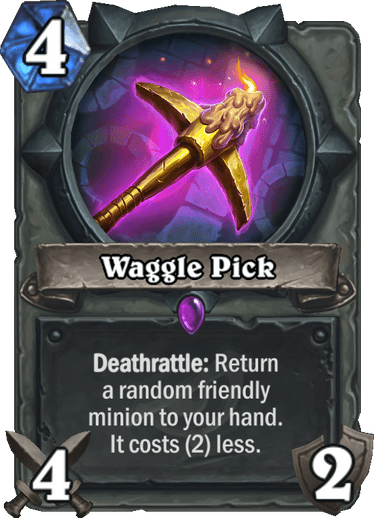 4
Waggle Pick
Deathrattle: Return
a random friendly
minion to your hand.
It costs (2) less.
4
2